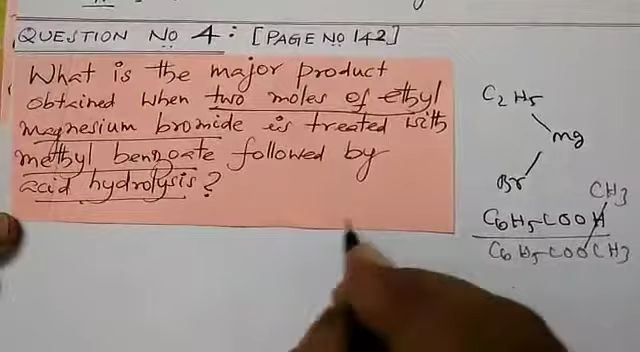 QUESTION NO 4: [PAGE NO 142]
What is the major product
obtained when two moles of ethyl
magnesium bromide is treated with
methyl benzoate followed by
acid hydrolysis?
C2H5
Mg
Br
CH3
C6H5-COOH
C6H5-COOCH3